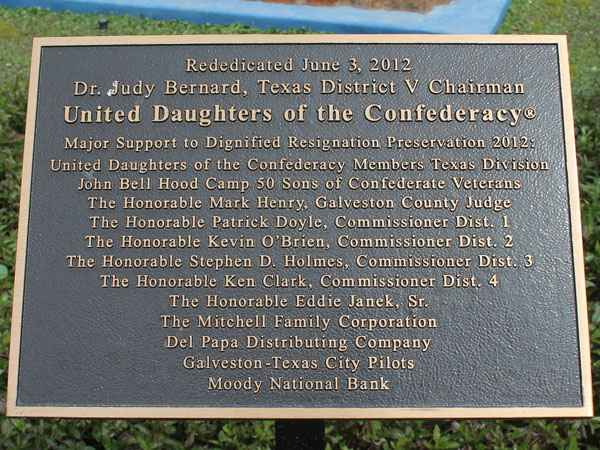 Rededicated June 3, 2012
Dr. Judy Bernard, Texas District V Chairman
United Daughters of the Confederacy®
Major Support to Dignified Resignation Preservation 2012:
United Daughters of the Confederacy Members Texas Division
John Bell Hood Camp 50 Sons of Confederate Veterans
The Honorable Mark Henry, Galveston County Judge
The Honorable Patrick Doyle, Commissioner Dist. 1
The Honorable Kevin O'Brien, Commissioner Dist. 2
The Honorable Stephen D. Holmes, Commissioner Dist. 3
The Honorable Ken Clark, Commissioner Dist. 4
The Honorable Eddie Janek, Sr.
The Mitchell Family Corporation
Del Papa Distributing Company
Galveston-Texas City Pilots
Moody National Bank